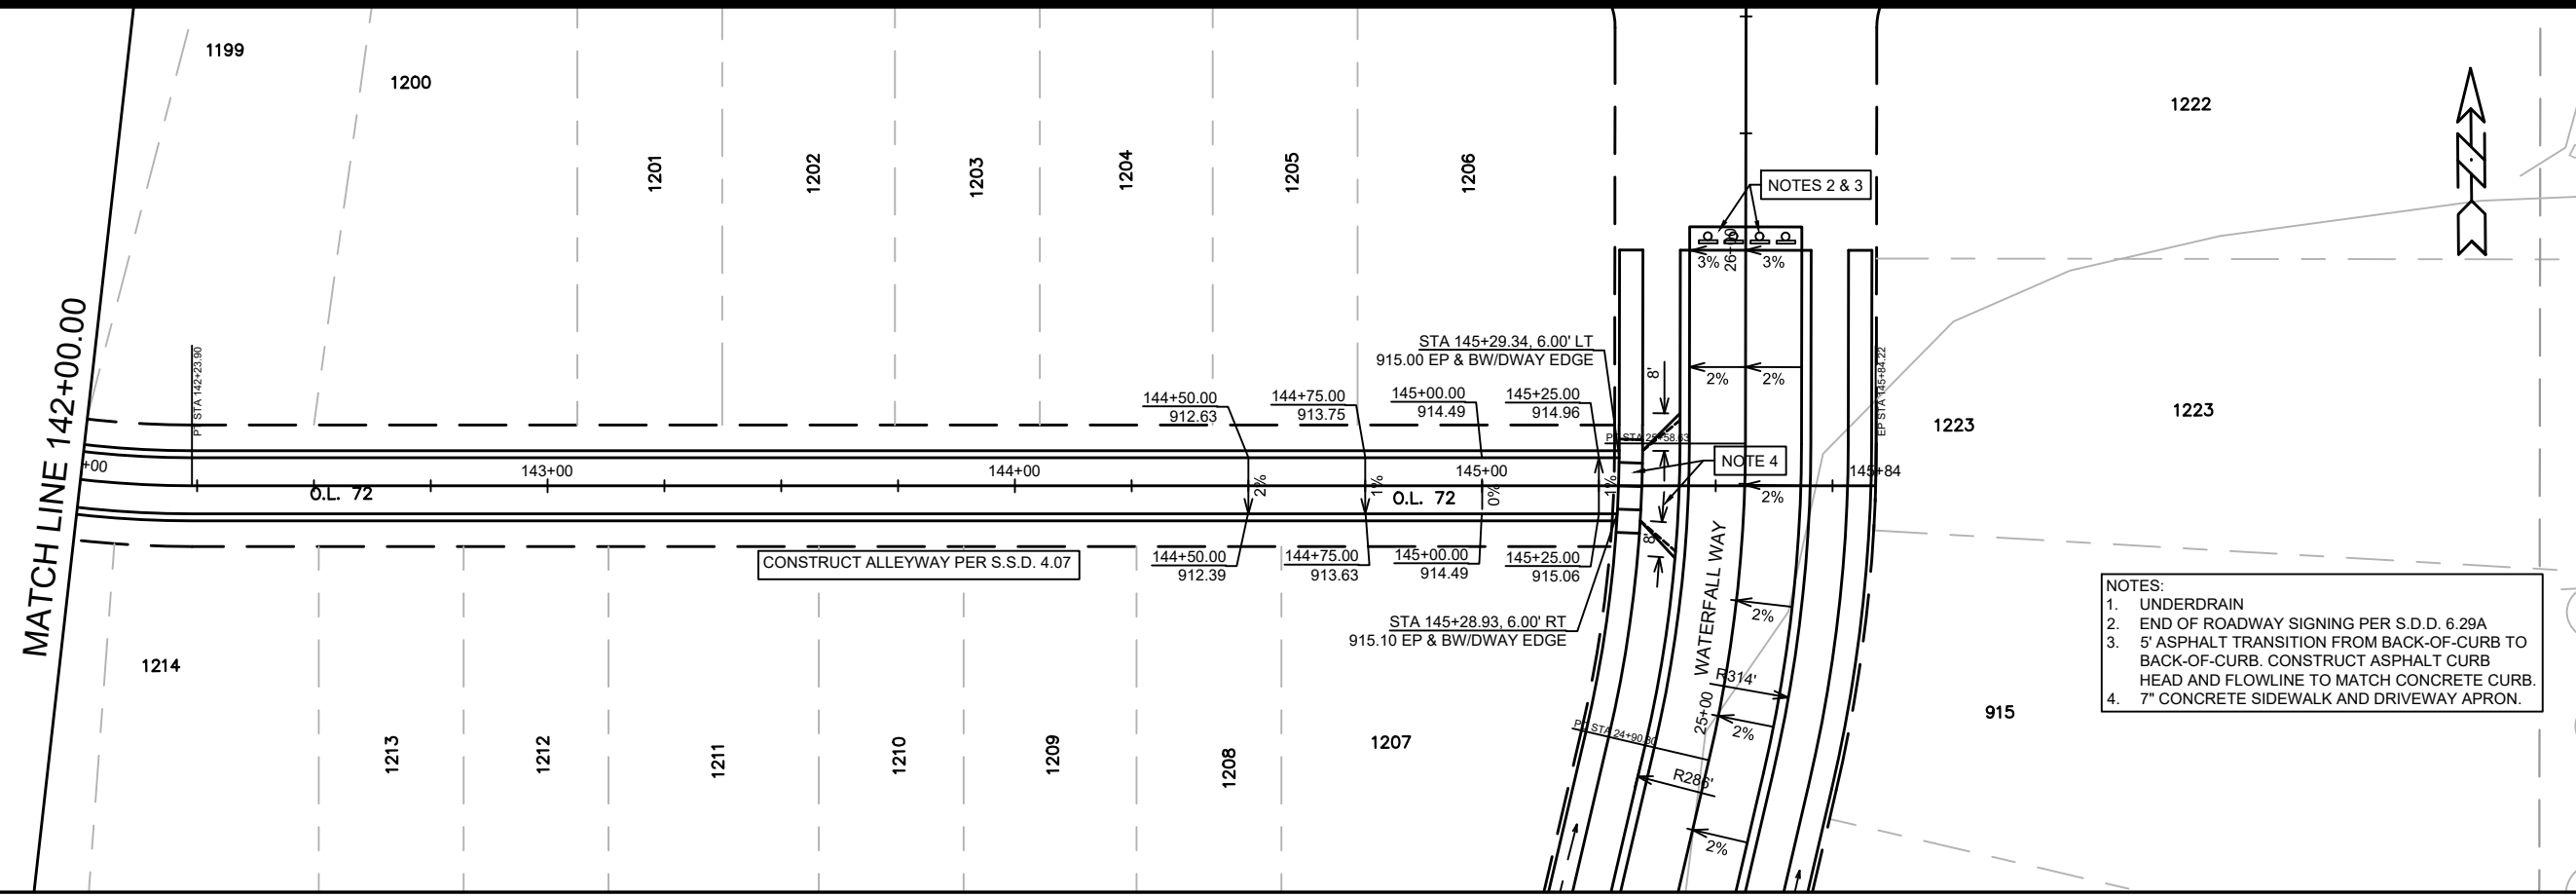 1199
1200
1201
1202
1203
1204
1205
1206
1222
NOTES 2 & 3
3%
3%
N
MATCH LINE 142+00.00
PT STA 142+23.90
STA 145+29.34, 6.00' LT
915.00 EP & BW/DWAY EDGE
8'
2%
2%
EP STA 145+84.22
144+50.00
912.63
144+75.00
913.75
145+00.00
914.49
145+25.00
914.96
1223
1223
NOTE 4
+00
143+00
144+00
145+00
145+84
O.L. 72
2%
1%
O.L. 72
0%
1%
2%
CONSTRUCT ALLEYWAY PER S.S.D. 4.07
144+50.00
912.39
144+75.00
913.63
145+00.00
914.49
145+25.00
915.06
8'
WATERFALL WAY
STA 145+28.93, 6.00' RT
915.10 EP & BW/DWAY EDGE
2%
NOTES:
1. UNDERDRAIN
2. END OF ROADWAY SIGNING PER S.D.D. 6.29A
3. 5' ASPHALT TRANSITION FROM BACK-OF-CURB TO
BACK-OF-CURB. CONSTRUCT ASPHALT CURB
HEAD AND FLOWLINE TO MATCH CONCRETE CURB.
4. 7" CONCRETE SIDEWALK AND DRIVEWAY APRON.
1214
R314'
25+00
2%
915
1213
1212
1211
1210
1209
1208
1207
R286'
2%